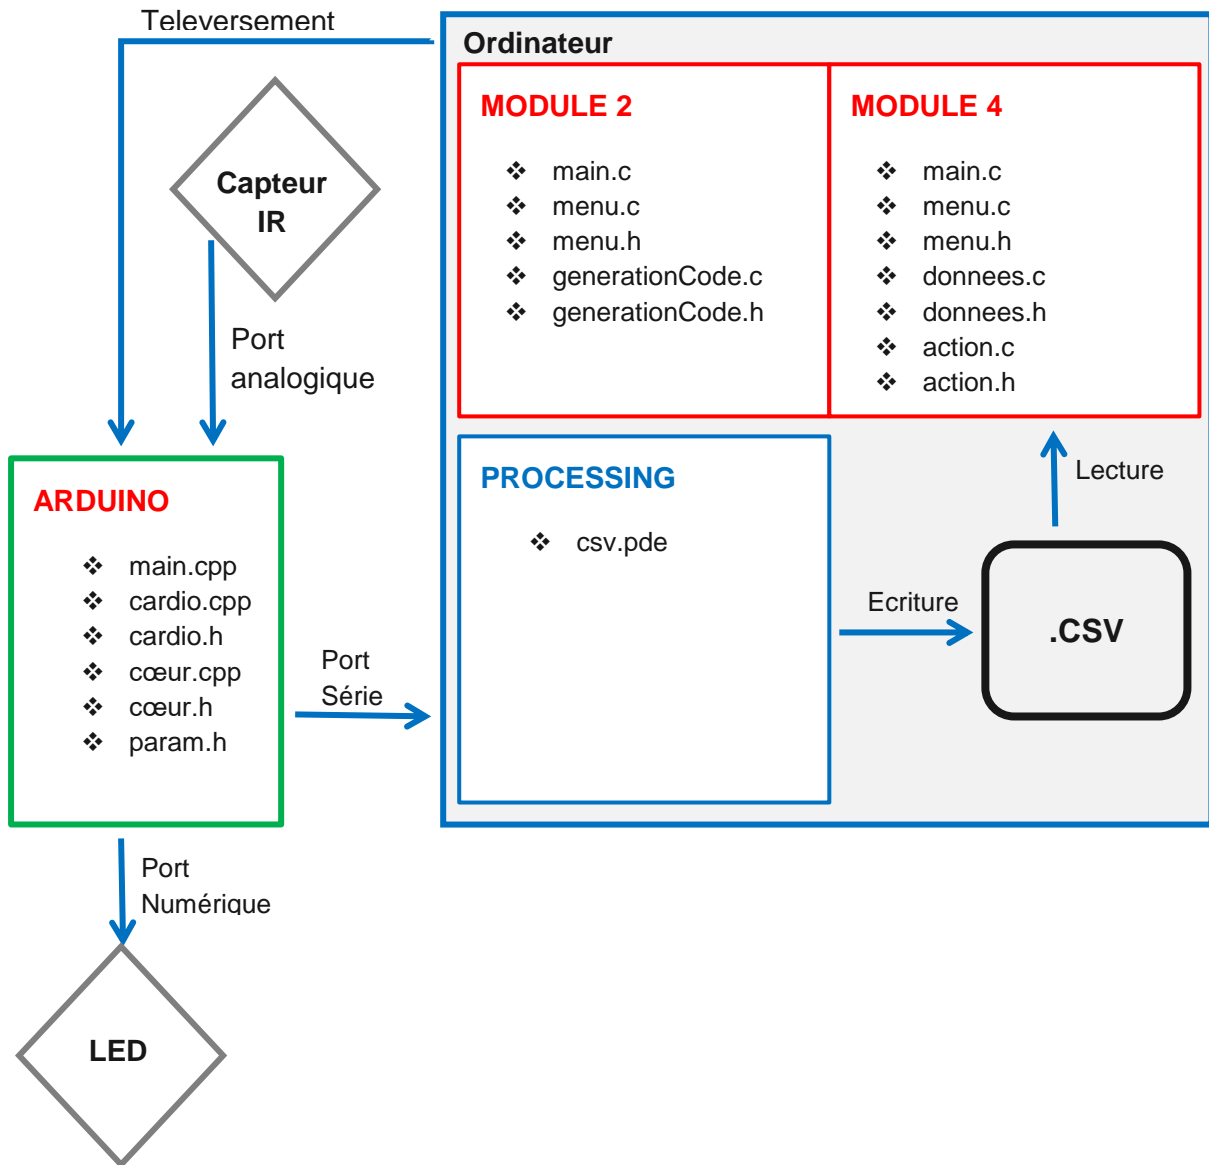 Televersement
Ordinateur
MODULE 2
❖ main.c
❖ menu.c
❖ menu.h
❖ generationCode.c
❖ generationCode.h
MODULE 4
❖ main.c
❖ menu.c
❖ menu.h
❖ donnees.c
❖ donnees.h
❖ action.c
❖ action.h
Capteur
IR
Port
analogique
ARDUINO
❖ main.cpp
❖ cardio.cpp
❖ cardio.h
❖ cœur.cpp
❖ cœur.h
❖ param.h
Port
Série
PROCESSING
❖ csv.pde
Ecriture
.CSV
Lecture
Port
Numérique
LED